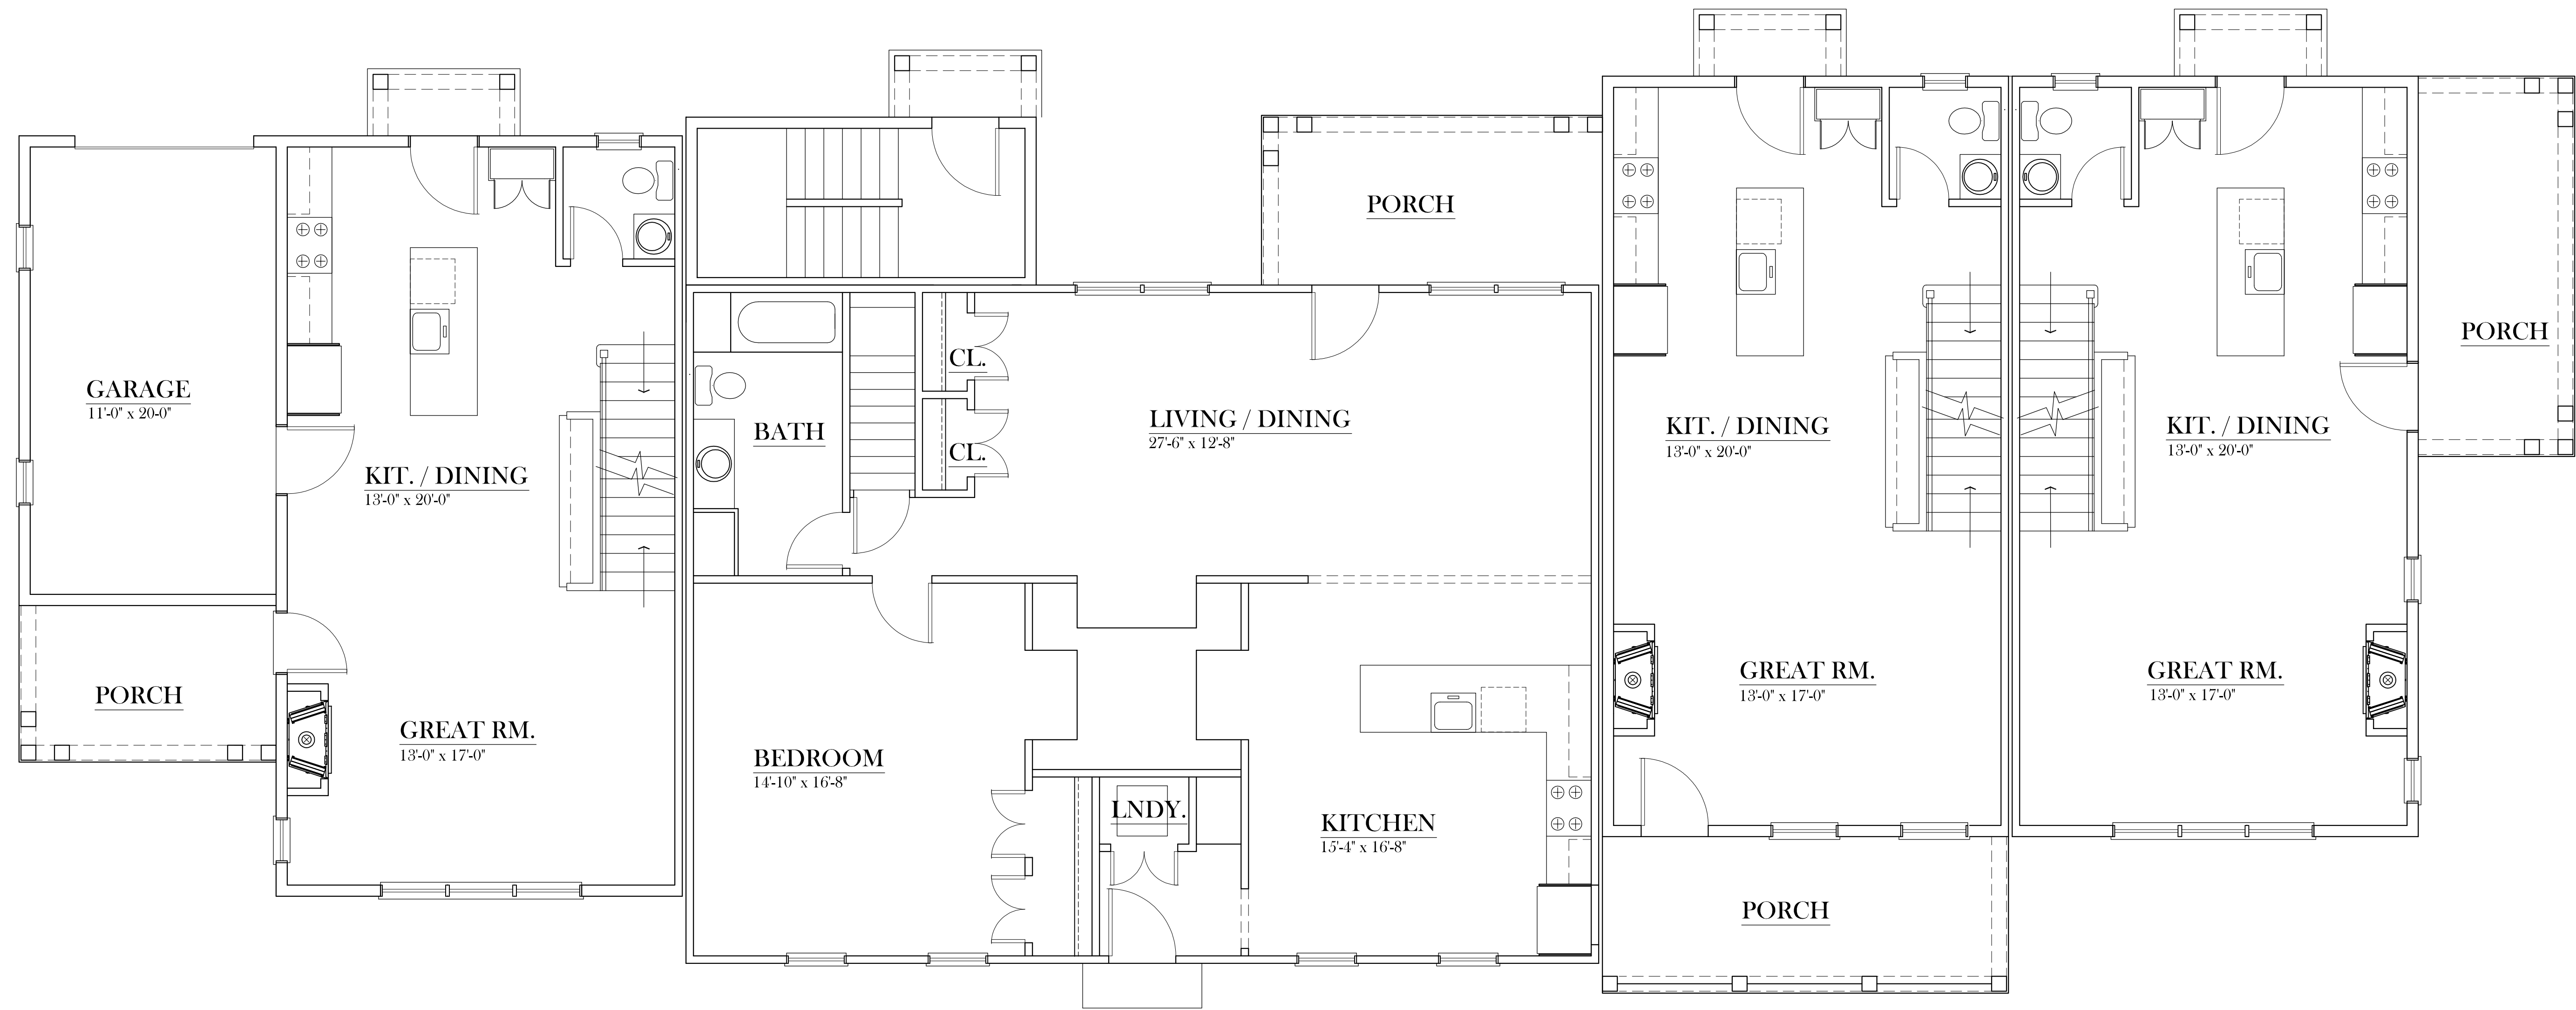 GARAGE
11'-0" x 20-0"
KIT. / DINING
13'-0" x 20'-0"
PORCH
GREAT RM.
13'-0" x 17'-0"
BATH
CL.
CL.
LIVING / DINING
27'-6" x 12'-8"
PORCH
BEDROOM
14'-10" x 16'-8"
LNDY.
KITCHEN
15'-4" x 16'-8"
KIT. / DINING
13'-0" x 20'-0"
GREAT RM.
13'-0" x 17'-0"
PORCH
KIT. / DINING
13'-0" x 20'-0"
GREAT RM.
13'-0" x 17'-0"
PORCH